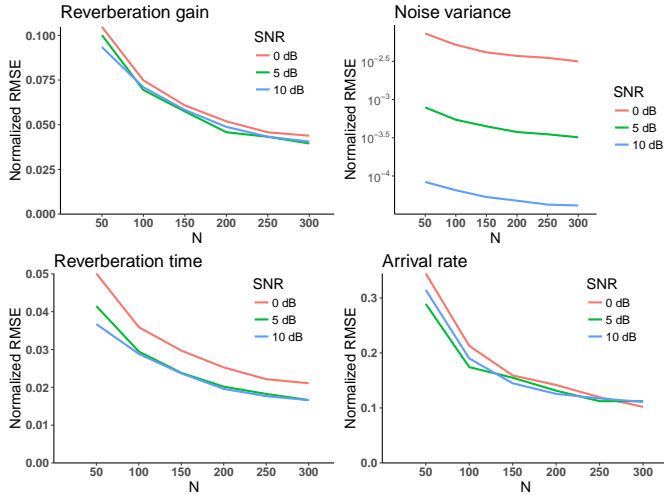 Reverberation gain
Normalized RMSE
0.100
0.075
0.050
0.025
0.000
50 100 150 200 250 300
N
SNR
0 dB
5 dB
10 dB
Noise variance
Normalized RMSE
10^−2.5
10^−3
10^−3.5
10^−4
50 100 150 200 250 300
N
SNR
0 dB
5 dB
10 dB
Reverberation time
Normalized RMSE
0.05
0.04
0.03
0.02
0.01
0.00
50 100 150 200 250 300
N
SNR
0 dB
5 dB
10 dB
Arrival rate
Normalized RMSE
0.3
0.2
0.1
0.0
50 100 150 200 250 300
N
SNR
0 dB
5 dB
10 dB